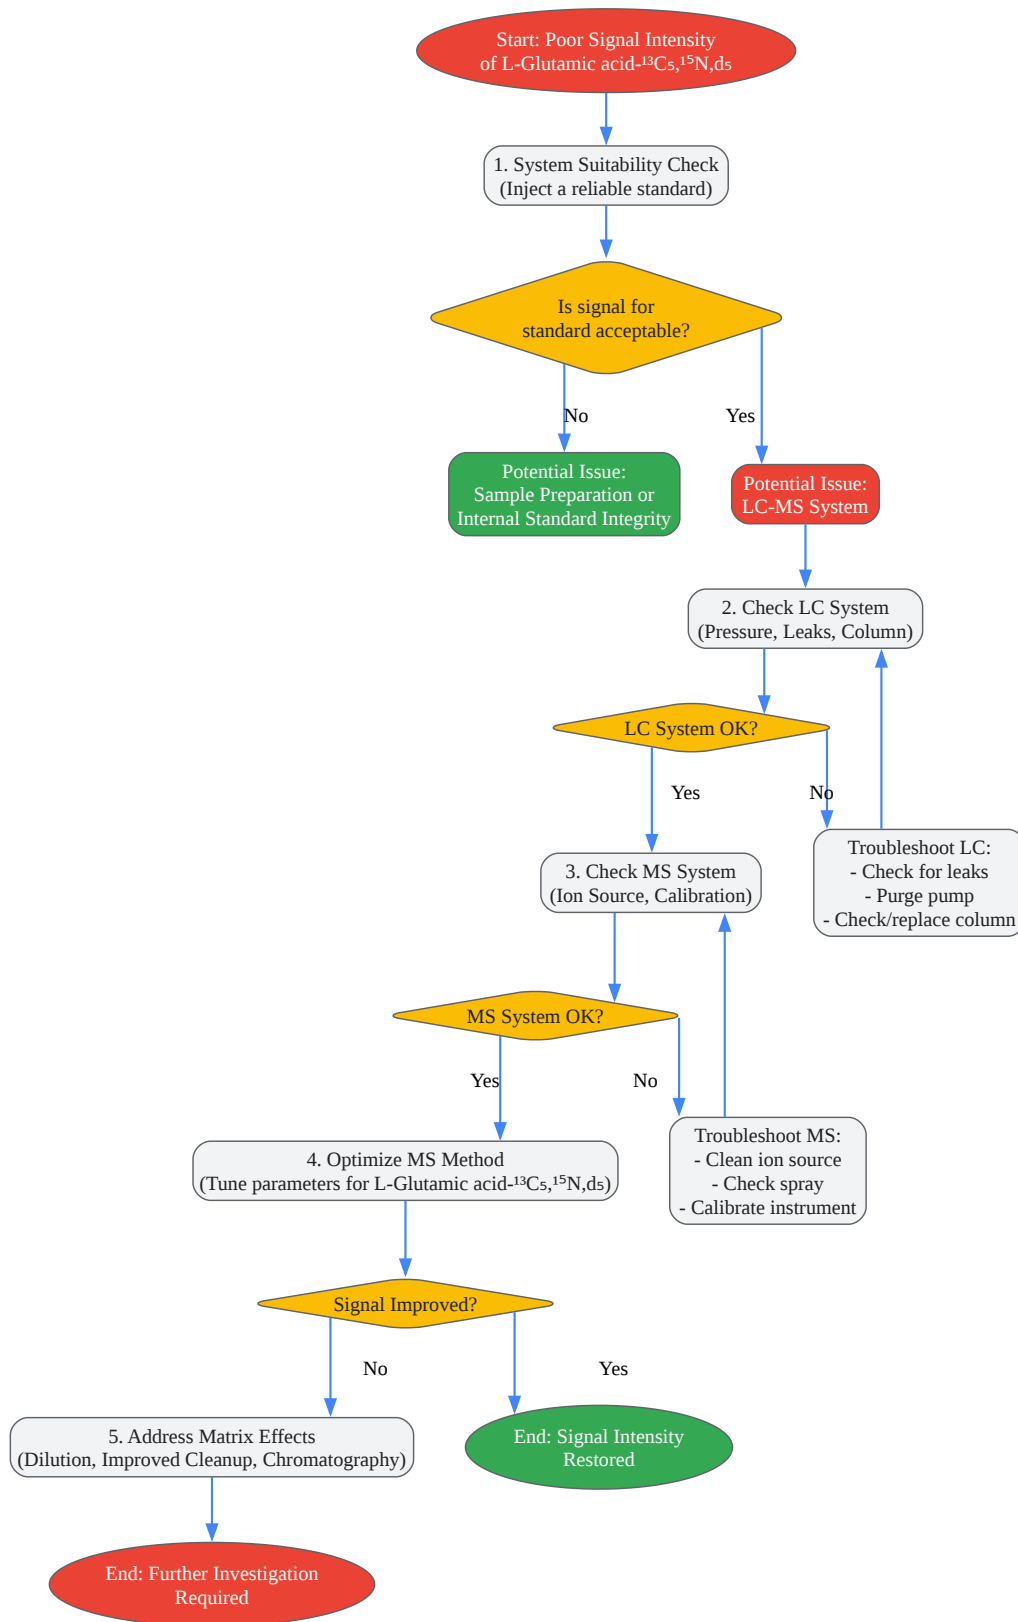 Start: Poor Signal Intensity
of L-Glutamic acid-¹³C₅,¹⁵N,d₅
1. System Suitability Check
(Inject a reliable standard)
Is signal for
standard acceptable?
No
Yes
Potential Issue:
Sample Preparation or
Internal Standard Integrity
Potential Issue:
LC-MS System
2. Check LC System
(Pressure, Leaks, Column)
LC System OK?
Yes
No
Troubleshoot LC:
- Check for leaks
- Purge pump
- Check/replace column
3. Check MS System
(Ion Source, Calibration)
MS System OK?
Yes
No
Troubleshoot MS:
- Clean ion source
- Check spray
- Calibrate instrument
4. Optimize MS Method
(Tune parameters for L-Glutamic acid-¹³C₅,¹⁵N,d₅)
Signal Improved?
No
Yes
5. Address Matrix Effects
(Dilution, Improved Cleanup, Chromatography)
End: Signal Intensity
Restored
End: Further Investigation
Required